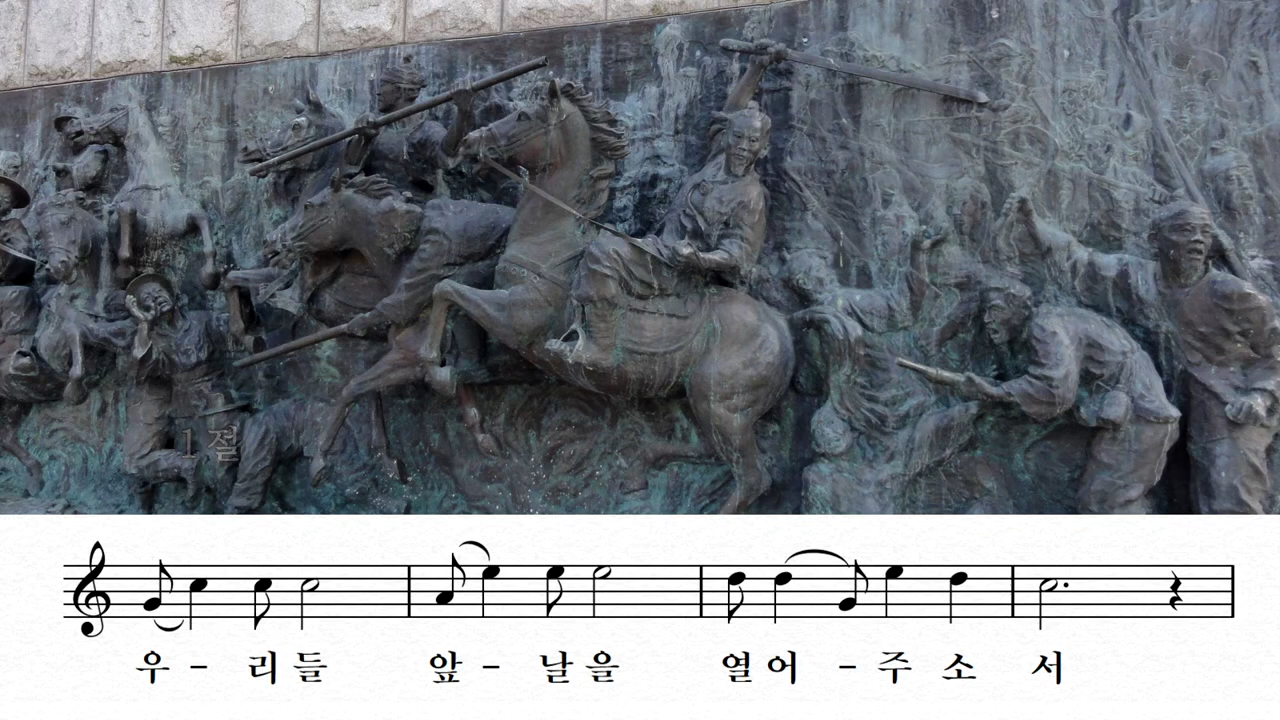 1절
우 - 리 들 앞 - 날 을 열 어 - 주 소 서